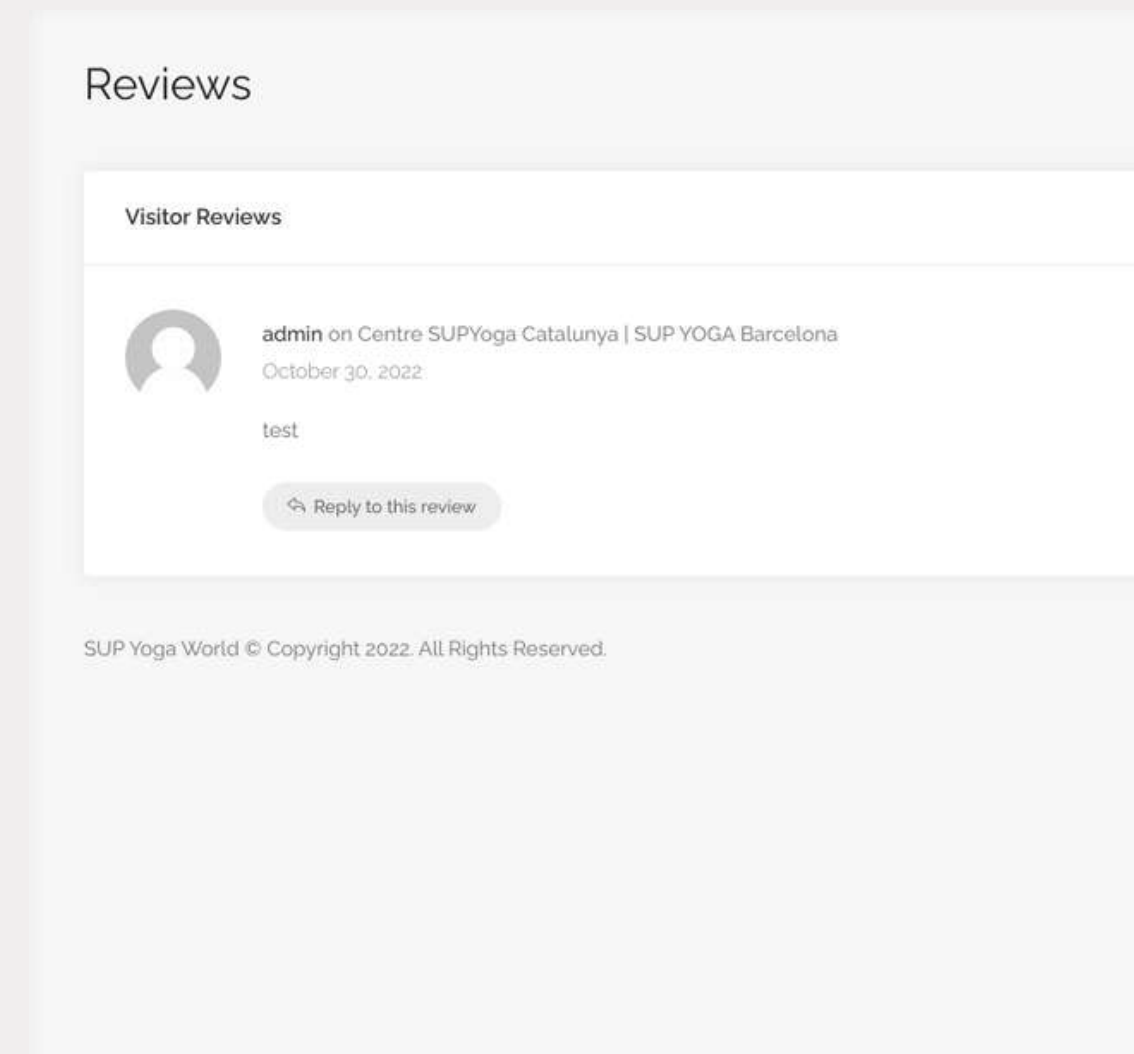 Reviews
Visitor Reviews
admin on Centre SUPYoga Catalunya | SUP YOGA Barcelona
October 30, 2022
test
Reply to this review
SUP Yoga World © Copyright 2022. All Rights Reserved.